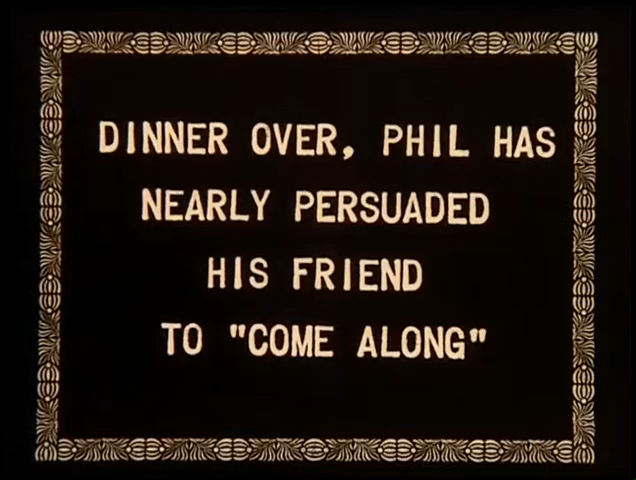 DINNER OVER, PHIL HAS
NEARLY PERSUADED
HIS FRIEND
TO "COME ALONG"